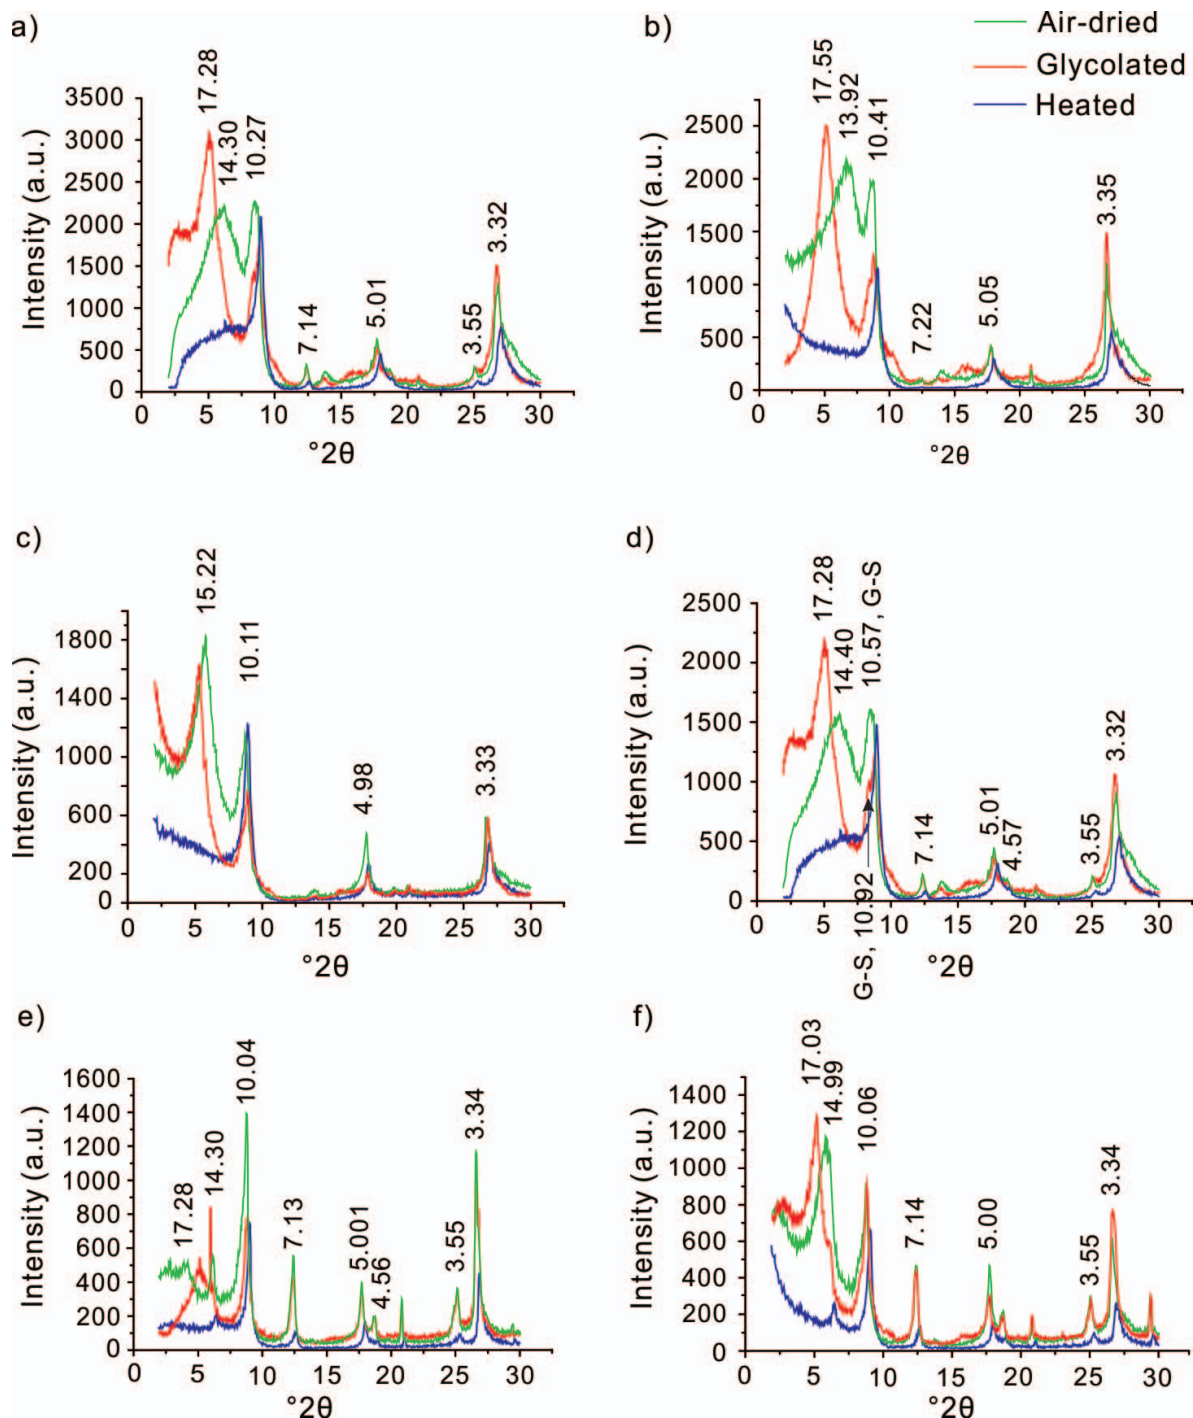 a)
17.28
14.30
10.27
7.14
5.01
3.55
3.32
3500
3000
2500
2000
1500
1000
500
0
Intensity (a.u.)
0 5 10 15 20 25 30
°2θ
b)
Air-dried
Glycolated
Heated
17.55
13.92
10.41
7.22
5.05
3.35
2500
2000
1500
1000
500
0
Intensity (a.u.)
0 5 10 15 20 25 30
°2θ
c)
15.22
10.11
4.98
3.33
1800
1400
1000
600
200
0
Intensity (a.u.)
0 5 10 15 20 25 30
°2θ
d)
17.28
14.40
10.57, G-S
G-S, 10.92
7.14
5.01
4.57
3.55
3.32
2500
2000
1500
1000
500
0
Intensity (a.u.)
0 5 10 15 20 25 30
°2θ
e)
17.28
14.30
10.04
7.13
5.001
4.56
3.55
3.34
1600
1400
1200
1000
800
600
400
200
0
Intensity (a.u.)
0 5 10 15 20 25 30
°2θ
f)
17.03
14.99
10.06
7.14
5.00
3.55
3.34
1400
1200
1000
800
600
400
200
0
Intensity (a.u.)
0 5 10 15 20 25 30
°2θ